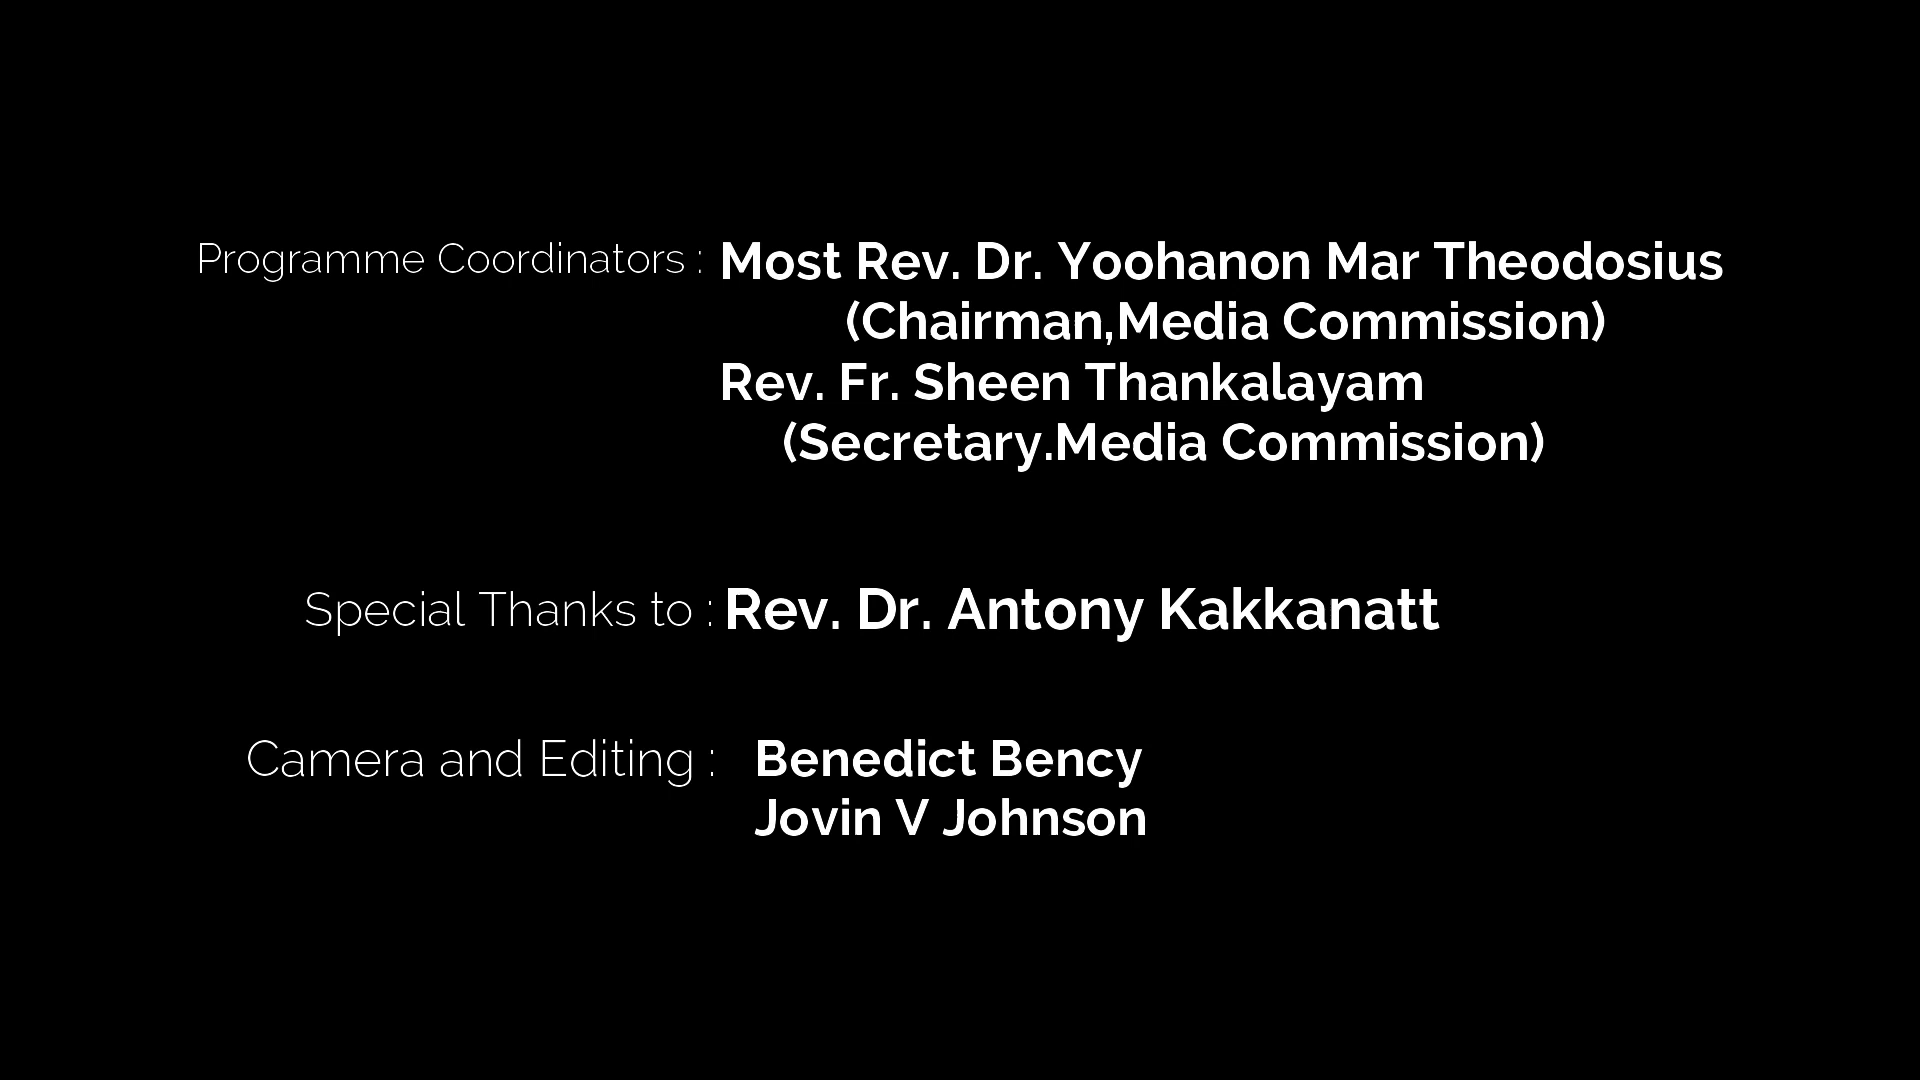 Programme Coordinators : Most Rev. Dr. Yoohanon Mar Theodosius
(Chairman,Media Commission)
Rev. Fr. Sheen Thankalayam
(Secretary.Media Commission)
Special Thanks to : Rev. Dr. Antony Kakkanatt
Camera and Editing : Benedict Bency
Jovin V Johnson